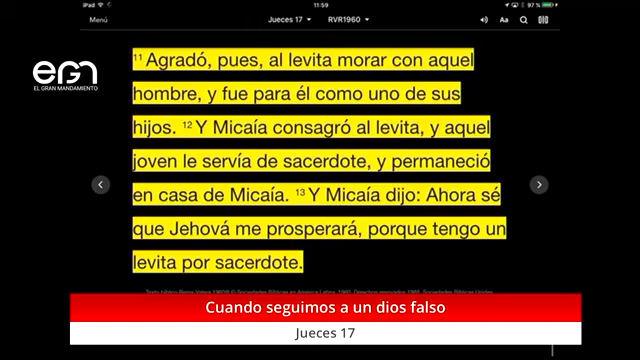 iPad
11:59
97 %
Menú
Jueces 17
RVR1960
Aa
EGM
EL GRAN MANDAMIENTO
11 Agradó, pues, al levita morar con aquel
hombre, y fue para él como uno de sus
hijos. 12 Y Micaía consagró al levita, y aquel
joven le servía de sacerdote, y permaneció
en casa de Micaía. 13 Y Micaía dijo: Ahora sé
que Jehová me prosperará, porque tengo un
levita por sacerdote.
Cuando seguimos a un dios falso
Jueces 17